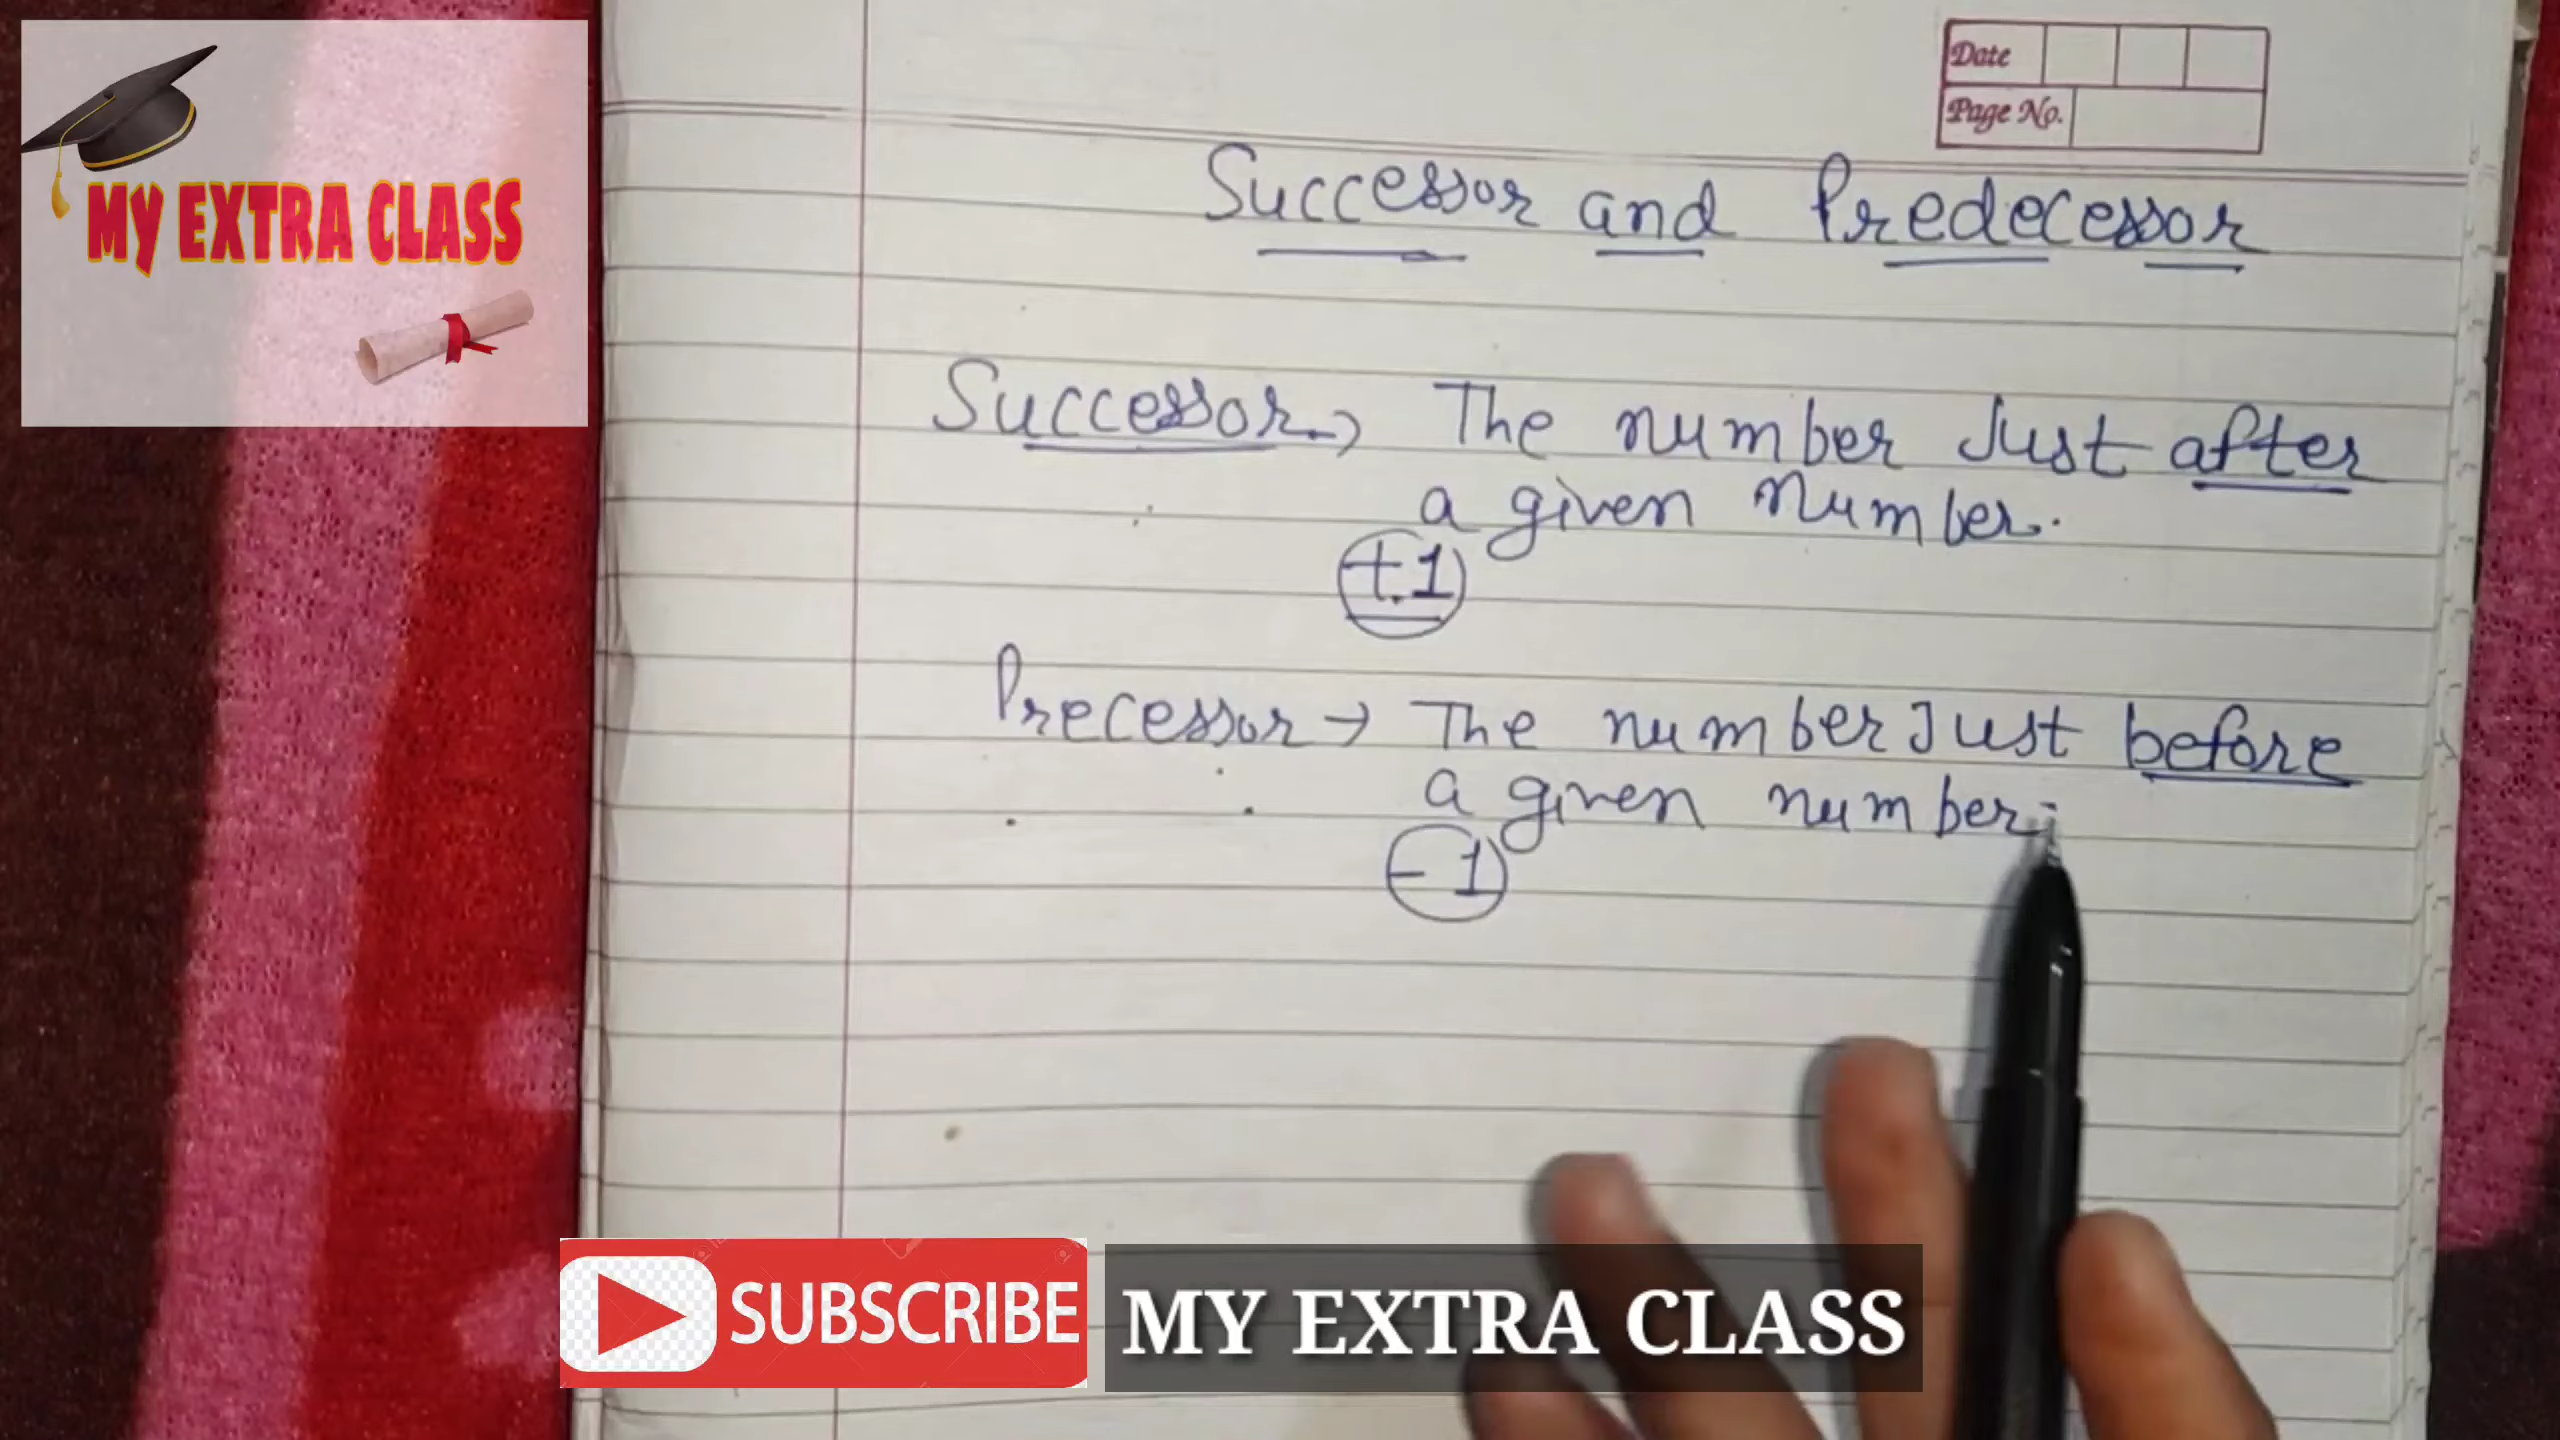 MY EXTRA CLASS
Date
Page No.
Successor and Predecessor
Successor → The number Just after
a given number.
+1
Precessor → The number Just before
a given number.
- 1
SUBSCRIBE
MY EXTRA CLASS